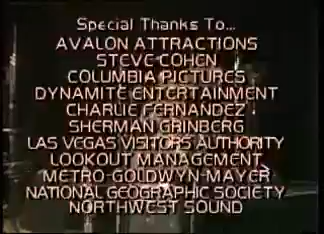 Special Thanks To...
AVALON ATTRACTIONS
STEVE COHEN
COLUMBIA PICTURES
DYNAMITE ENTERTAINMENT
CHARLIE FERNANDEZ
SHERMAN GRINBERG
LAS VEGAS VISITORS AUTHORITY
LOOKOUT MANAGEMENT
METRO-GOLDWYN-MAYER
NATIONAL GEOGRAPHIC SOCIETY
NORTHWEST SOUND